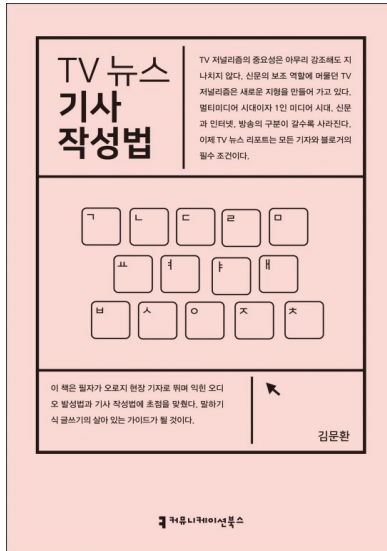 TV 뉴스
기사
작성법
TV 저널리즘의 중요성은 아무리 강조해도 지
나치지 않다. 신문의 보조 역할에 머물던 TV
저널리즘은 새로운 지형을 만들어 가고 있다.
멀티미디어 시대이자 1인 미디어 시대. 신문
과 인터넷, 방송의 구분이 갈수록 사라진다.
이제 TV 뉴스 리포트는 모든 기자와 블로거의
필수 조건이다.
ㄱ ㄴ ㄷ ㄹ ㅁ
ㅛ ㅕ ㅑ ㅐ
ㅂ ㅅ ㅇ ㅈ ㅊ
이 책은 필자가 오로지 현장 기자로 뛰며 익힌 오디
오 발성법과 기사 작성법에 초점을 맞췄다. 말하기
식 글쓰기의 살아 있는 가이드가 될 것이다.
김문환
커뮤니케이션북스